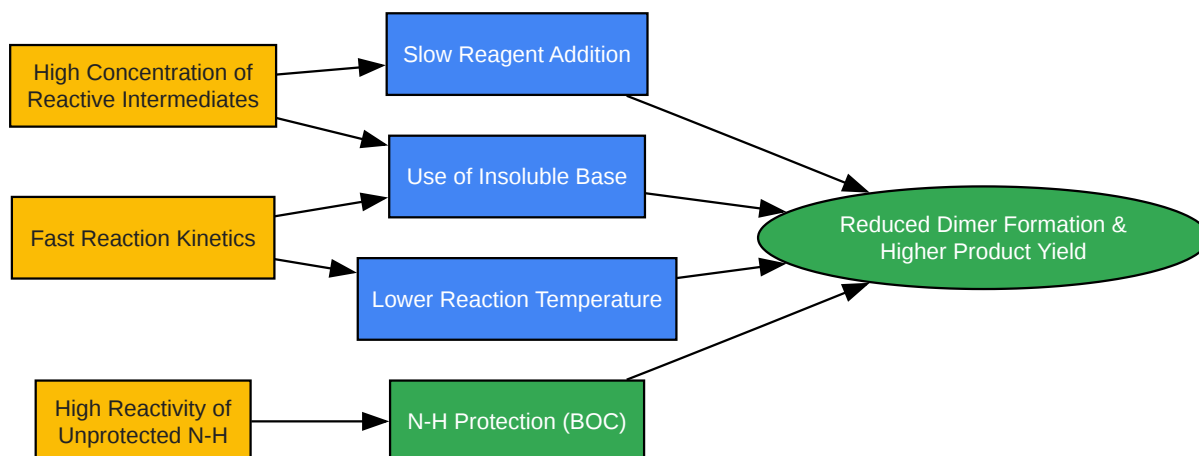 High Concentration of
Reactive Intermediates
Fast Reaction Kinetics
High Reactivity of
Unprotected N-H
Slow Reagent Addition
Use of Insoluble Base
Lower Reaction Temperature
N-H Protection (BOC)
Reduced Dimer Formation &
Higher Product Yield